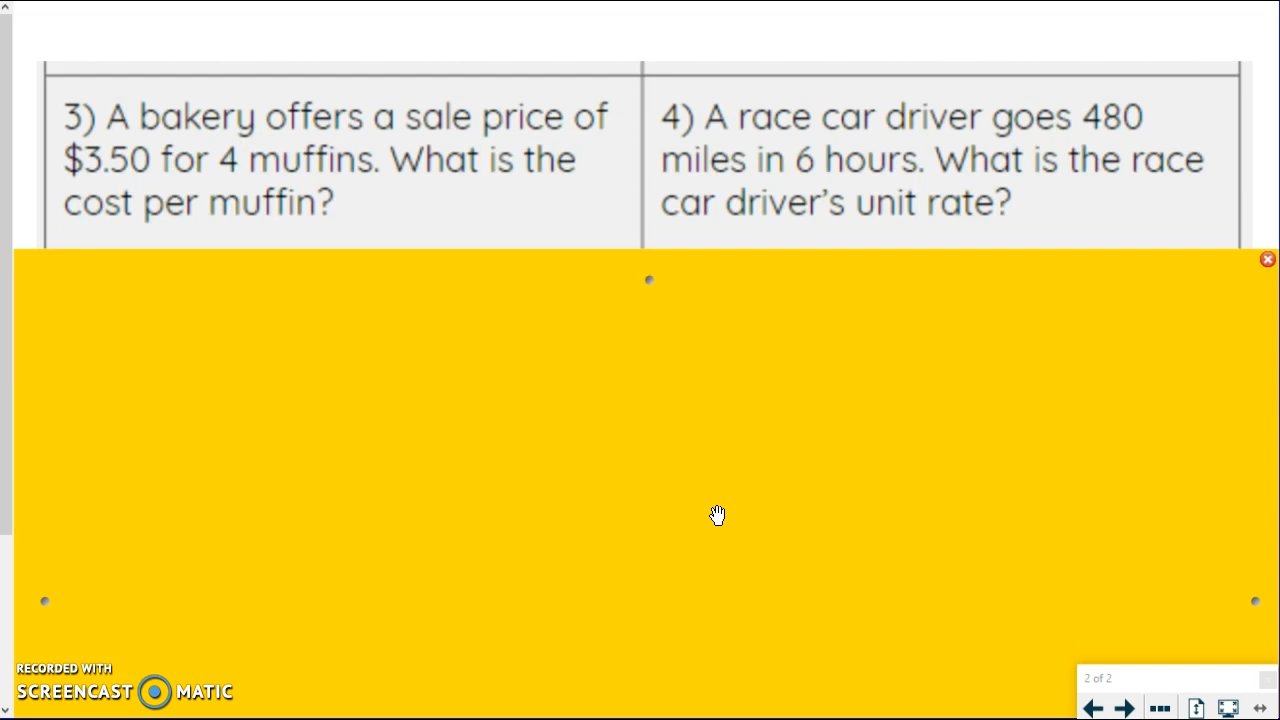 3) A bakery offers a sale price of
$3.50 for 4 muffins. What is the
cost per muffin?
4) A race car driver goes 480
miles in 6 hours. What is the race
car driver's unit rate?
RECORDED WITH
SCREENCAST MATIC
2 of 2